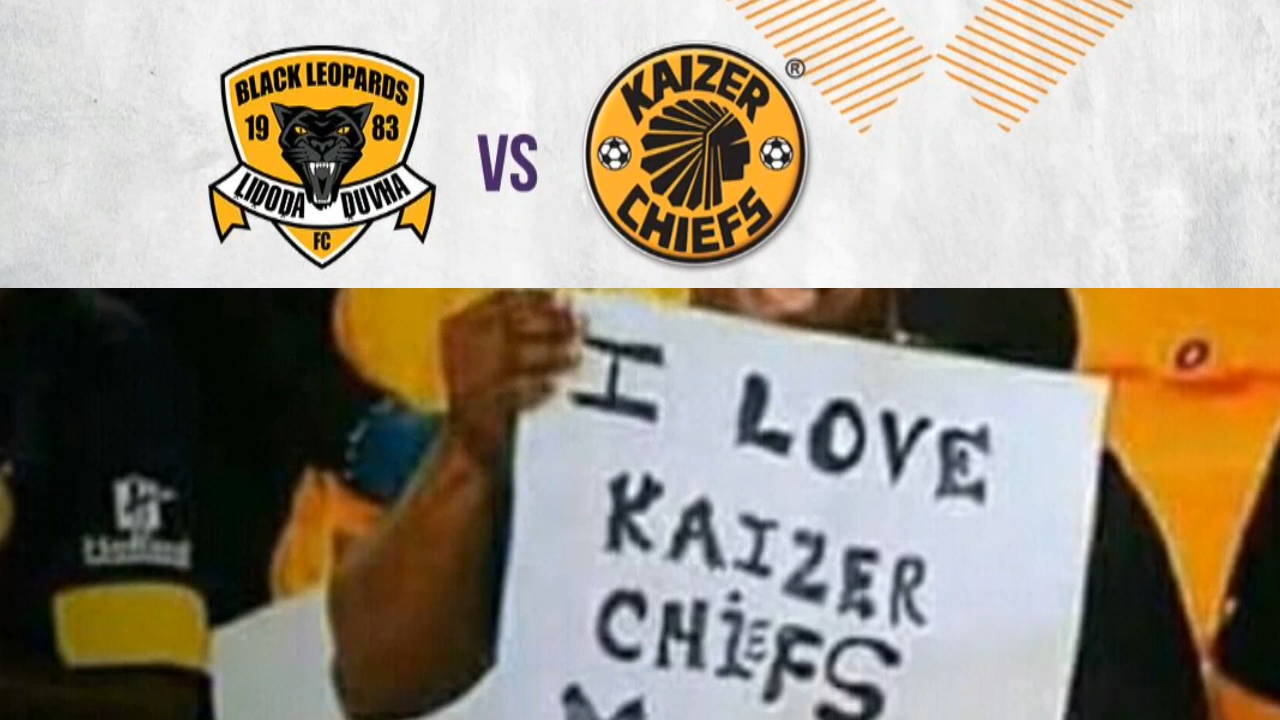 BLACK LEOPARDS
19 83
LIDODA DUVHA
FC
VS
KAIZER
CHIEFS
®
I LOVE
KAIZER
CHiEFS